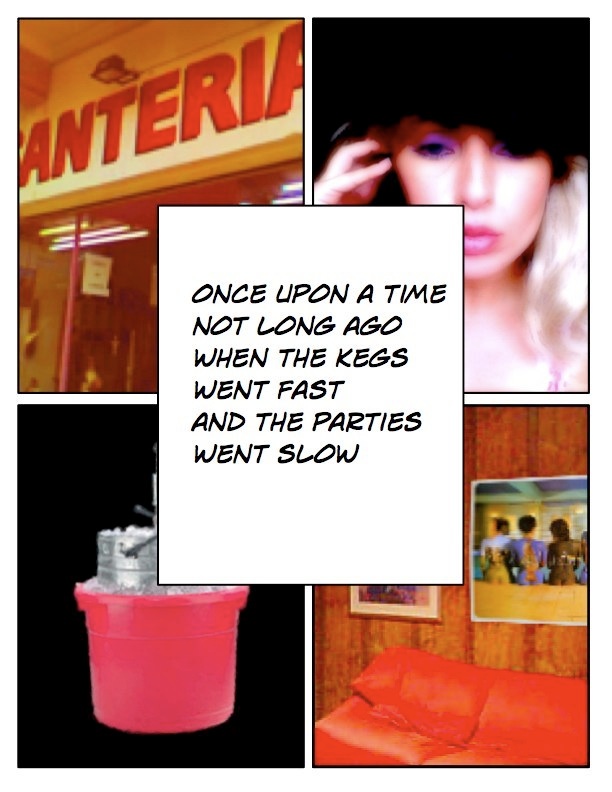 ANTERIA
ONCE UPON A TIME
NOT LONG AGO
WHEN THE KEGS
WENT FAST
AND THE PARTIES
WENT SLOW